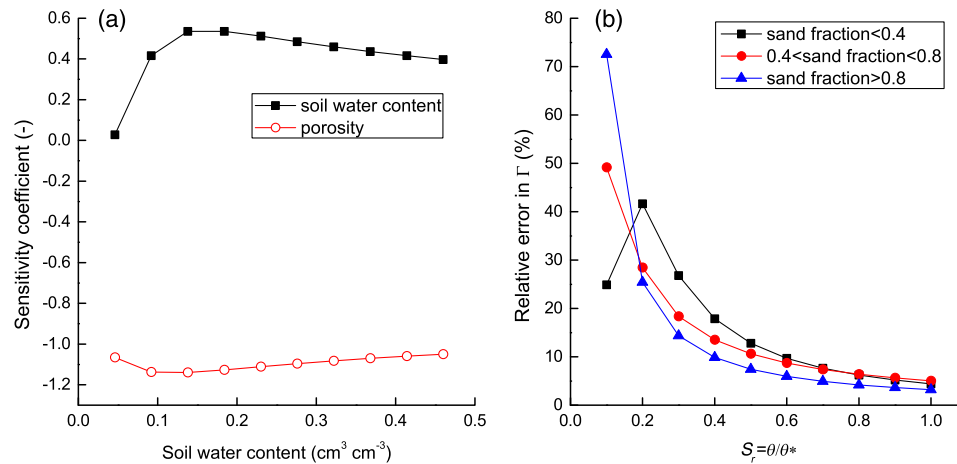 (a)
0.6
0.4
0.2
0.0
-0.2
-0.4
-0.6
-0.8
-1.0
-1.2
Sensitivity coefficient (-)
soil water content
porosity
0.0 0.1 0.2 0.3 0.4 0.5
Soil water content (cm³ cm⁻³)
(b)
80
70
60
50
40
30
20
10
0
Relative error in Γ (%)
sand fraction<0.4
0.4<sand fraction<0.8
sand fraction>0.8
0.0 0.2 0.4 0.6 0.8 1.0
Sᵣ=θ/θ*